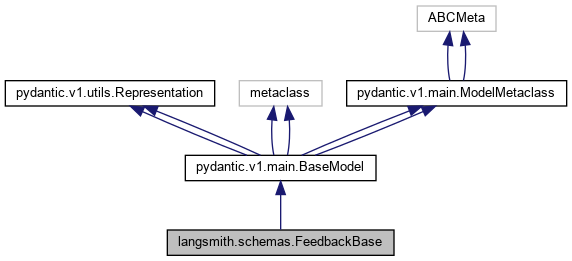 ABCMeta
pydantic.v1.utils.Representation
metaclass
pydantic.v1.main.ModelMetaclass
pydantic.v1.main.BaseModel
langsmith.schemas.FeedbackBase